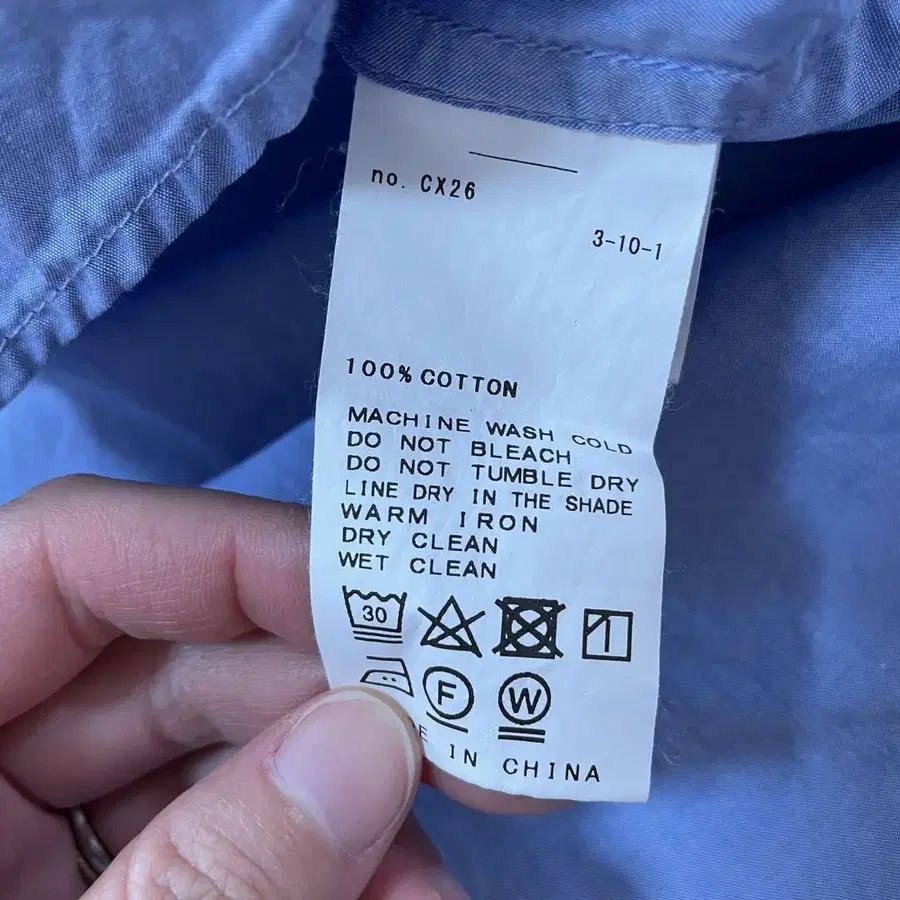 no. CX26
3-10-1
100% COTTON
MACHINE WASH COLD
DO NOT BLEACH
DO NOT TUMBLE DRY
LINE DRY IN THE SHADE
WARM IRON
DRY CLEAN
WET CLEAN
30
F W
IN CHINA